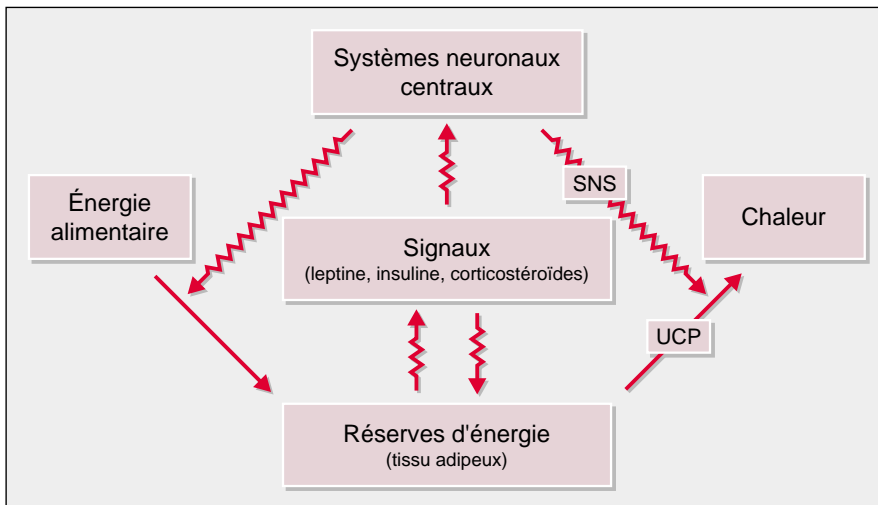 Systèmes neuronaux
centraux
SNS
Énergie
alimentaire
Chaleur
Signaux
(leptine, insuline, corticostéroïdes)
UCP
Réserves d'énergie
(tissu adipeux)